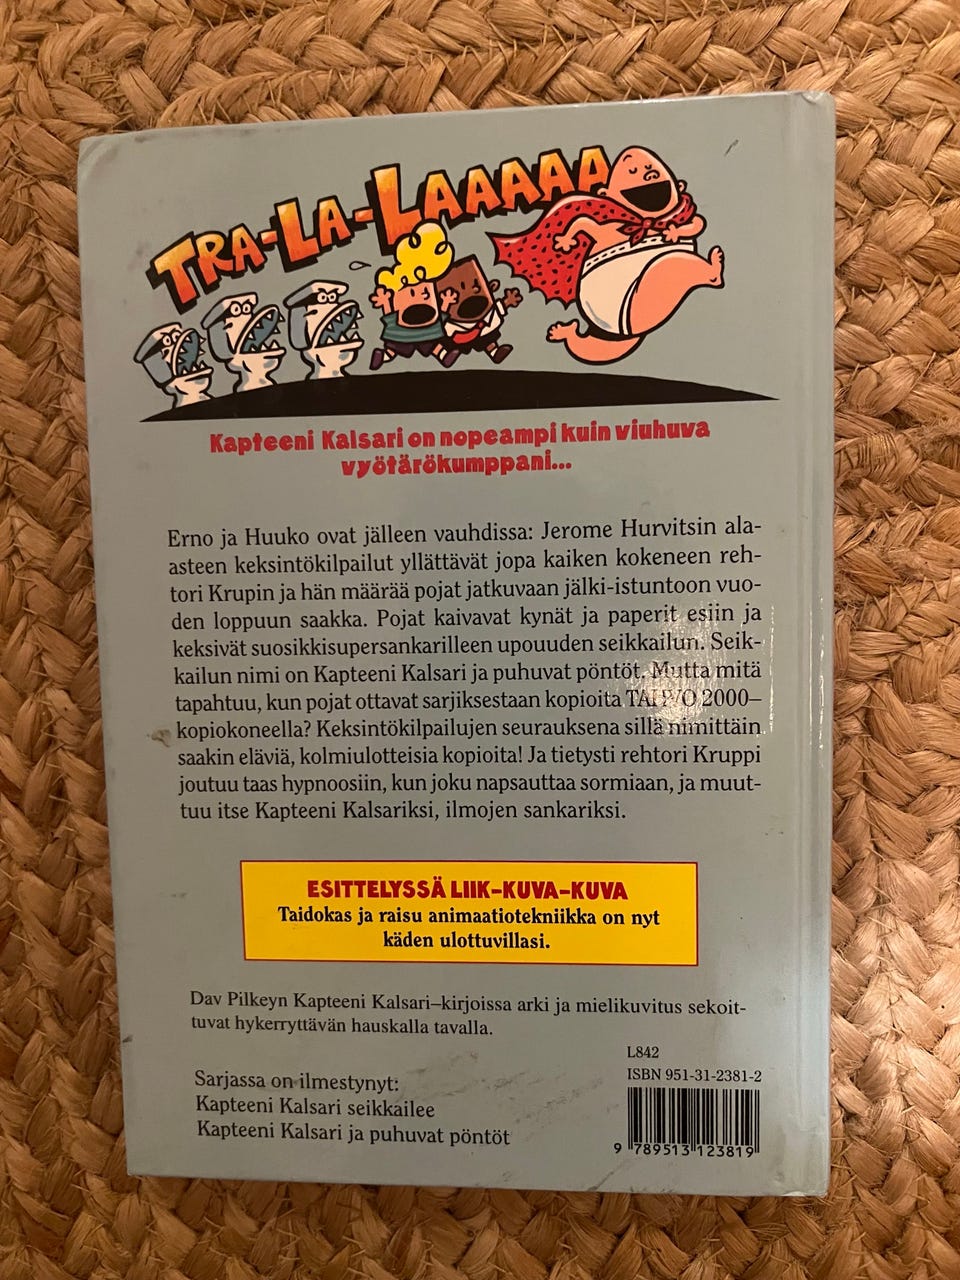 TRA-LA-LAAAAA
Kapteeni Kalsari on nopeampi kuin viuhuva
vyötärökumppani...
Erno ja Huuko ovat jälleen vauhdissa: Jerome Hurvitsin ala-
asteen keksintökilpailut yllättävät jopa kaiken kokeneen reh-
tori Krupin ja hän määrää pojat jatkuvaan jälki-istuntoon vuo-
den loppuun saakka. Pojat kaivavat kynät ja paperit esiin ja
keksivät suosikkisupersankarilleen upouuden seikkailun. Seik-
kailun nimi on Kapteeni Kalsari ja puhuvat pöntöt. Mutta mitä
tapahtuu, kun pojat ottavat sarjiksestaan kopioita 2000–
kopiokoneella? Keksintökilpailujen seurauksena sillä nimittäin
saakin eläviä, kolmiulotteisia kopioita! Ja tietysti rehtori Kruppi
joutuu taas hypnoosiin, kun joku napsauttaa sormiaan, ja muut-
tuu itse Kapteeni Kalsariksi, ilmojen sankariksi.
ESITTELYSSÄ LIIK-KUVA-KUVA
Taidokas ja raisu animaatiotekniikka on nyt
käden ulottuvillasi.
Dav Pilkeyn Kapteeni Kalsari–kirjoissa arki ja mielikuvitus sekoit-
tuvat hykerryttävän hauskalla tavalla.
L842
ISBN 951-31-2381-2
Sarjassa on ilmestynyt:
Kapteeni Kalsari seikkailee
Kapteeni Kalsari ja puhuvat pöntöt
9 789513 123819